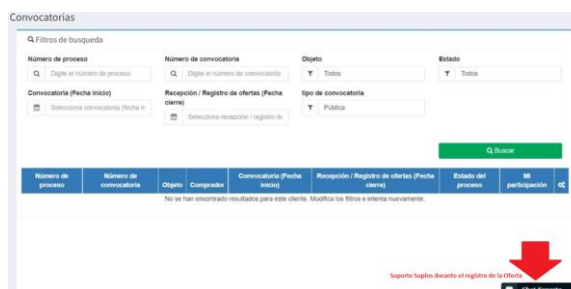 Convocatorias
Filtros de busqueda
Número de proceso
Número de convocatoria
Objeto
Estado
Digite el número de proceso
Digite el número de convocatoria
Todos
Todos
Convocatoria (Fecha inicio)
Recepción / Registro de ofertas (Fecha
cierre)
tipo de convocatoria
Selecciona convocatoria (fecha in
Selecciona recepción / registro de
Pública
Buscar
Número de
proceso
Número de
convocatoria
Objeto
Comprador
Convocatoria (Fecha
inicio)
Recepción / Registro de ofertas (Fecha
cierre)
Estado del
proceso
Mi
participación
No se han encontrado resultados para este cliente. Modifica los filtros e intenta nuevamente.
Soporte Suplos durante el registro de la Oferta